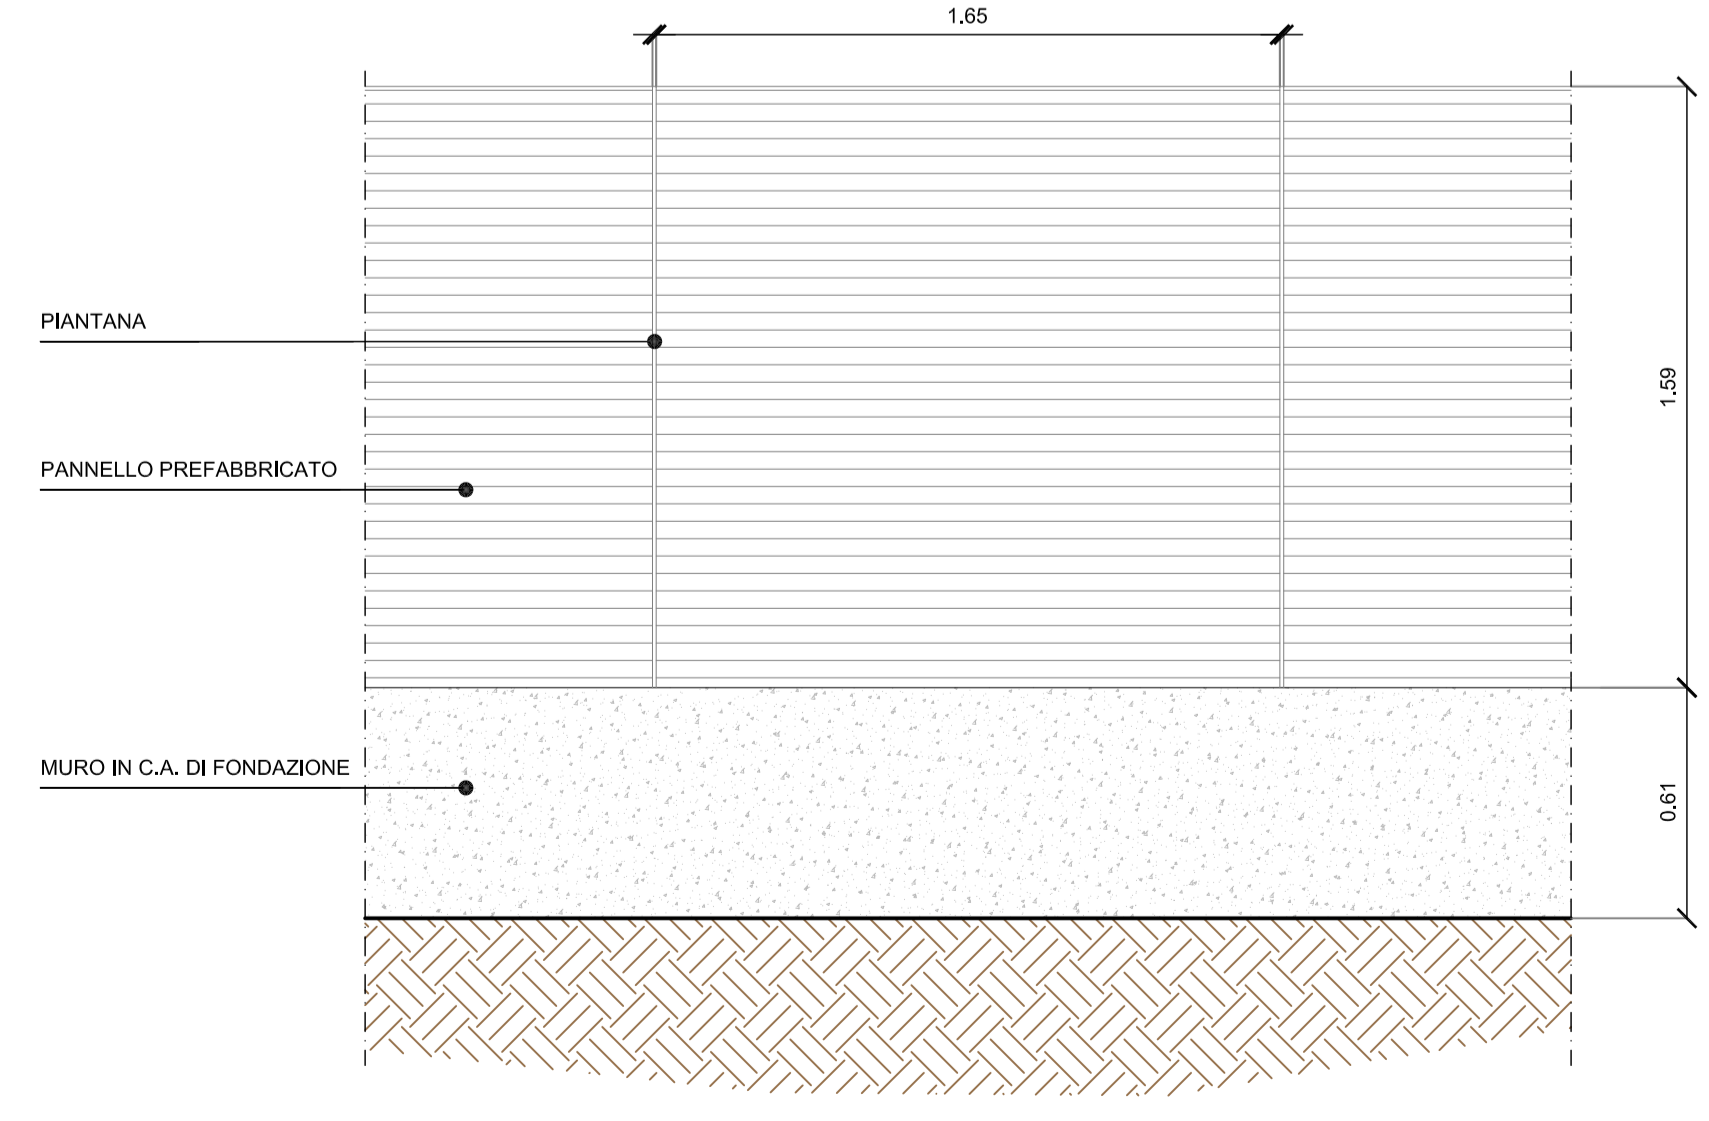 1.65
PIANTANA
1.59
PANNELLO PREFABBRICATO
MURO IN C.A. DI FONDAZIONE
0.61